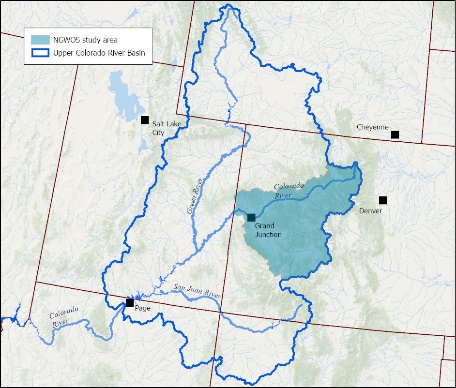 NGWOS study area
Upper Colorado River Basin
Salt Lake
City
Cheyenne
Green River
Colorado
River
Denver
Grand
Junction
San Juan River
Page
Colorado
River